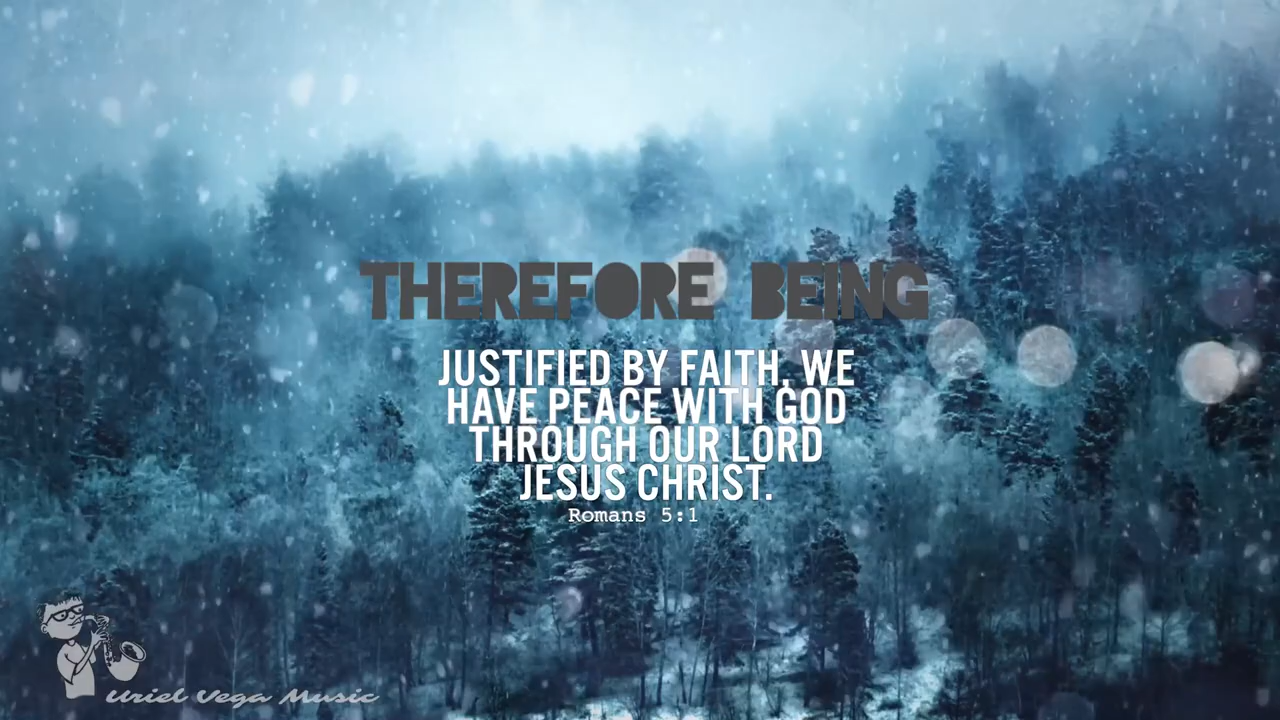 THEREFORE BEING
JUSTIFIED BY FAITH, WE
HAVE PEACE WITH GOD
THROUGH OUR LORD
JESUS CHRIST.
Romans 5:1
Uriel Vega Music